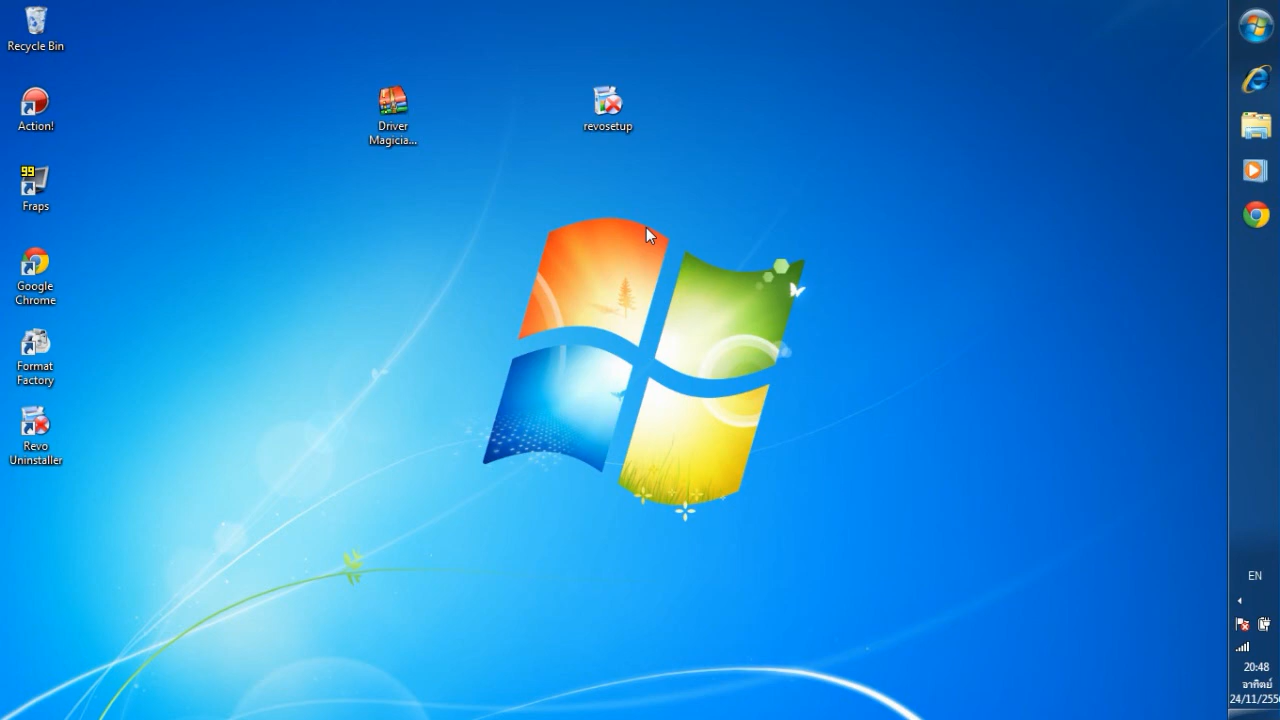 Recycle Bin
Action!
99
Fraps
Google
Chrome
Format
Factory
Revo
Uninstaller
Driver
Magicia...
revosetup
EN
20:48
อาทิตย์
24/11/255